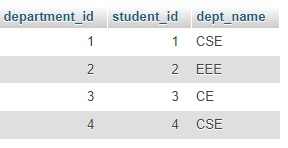 department_id student_id dept_name
1 1 CSE
2 2 EEE
3 3 CE
4 4 CSE